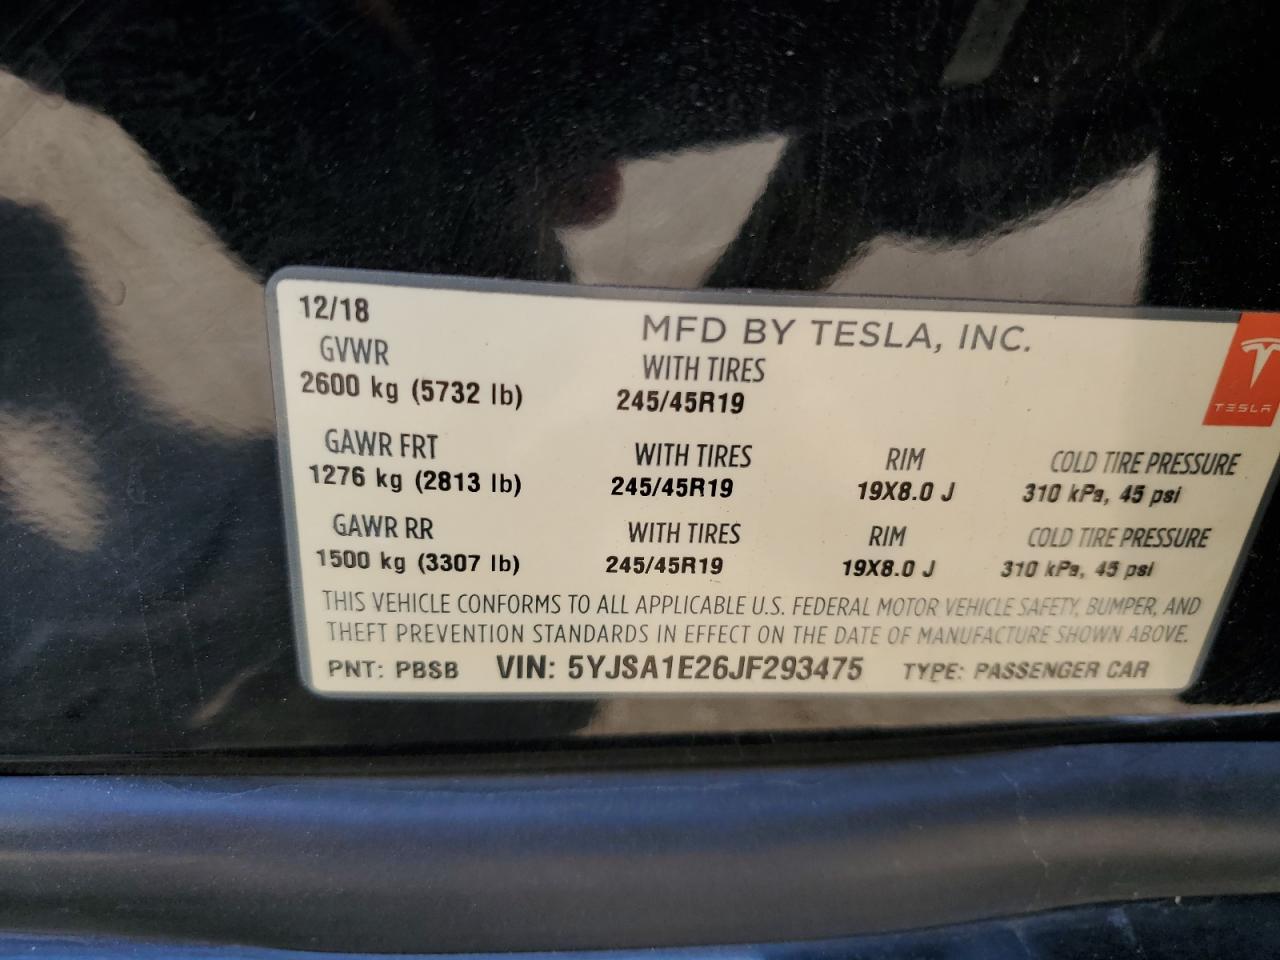 12/18
MFD BY TESLA, INC.
GVWR WITH TIRES
2600 kg (5732 lb) 245/45R19
TESLA
GAWR FRT WITH TIRES RIM COLD TIRE PRESSURE
1276 kg (2813 lb) 245/45R19 19X8.0 J 310 kPa, 45 psi
GAWR RR WITH TIRES RIM COLD TIRE PRESSURE
1500 kg (3307 lb) 245/45R19 19X8.0 J 310 kPa, 45 psi
THIS VEHICLE CONFORMS TO ALL APPLICABLE U.S. FEDERAL MOTOR VEHICLE SAFETY, BUMPER, AND
THEFT PREVENTION STANDARDS IN EFFECT ON THE DATE OF MANUFACTURE SHOWN ABOVE.
PNT: PBSB VIN: 5YJSA1E26JF293475 TYPE: PASSENGER CAR